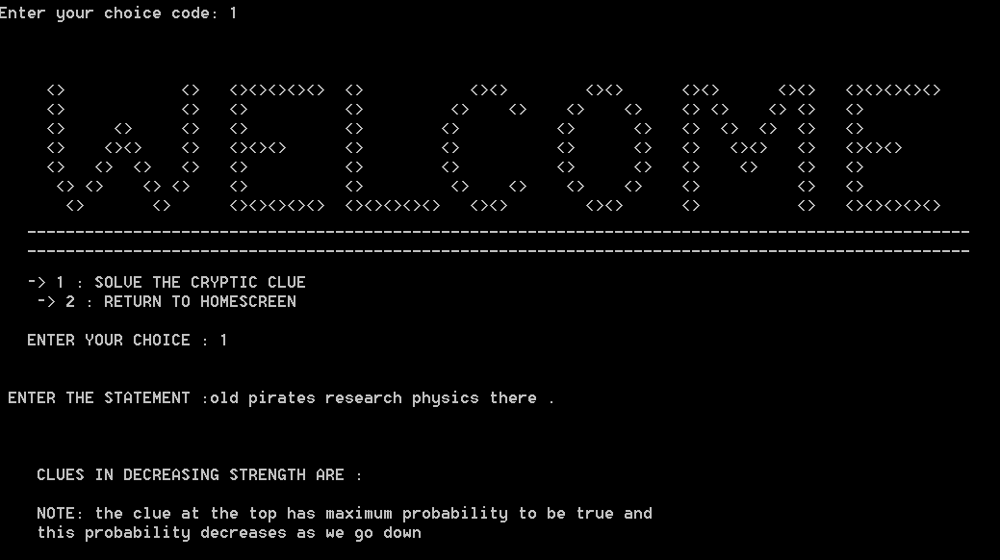 Enter your choice code: 1
WELCOME
-> 1 : SOLVE THE CRYPTIC CLUE
-> 2 : RETURN TO HOMESCREEN
ENTER YOUR CHOICE : 1
ENTER THE STATEMENT :old pirates research physics there .
CLUES IN DECREASING STRENGTH ARE :
NOTE: the clue at the top has maximum probability to be true and
this probability decreases as we go down